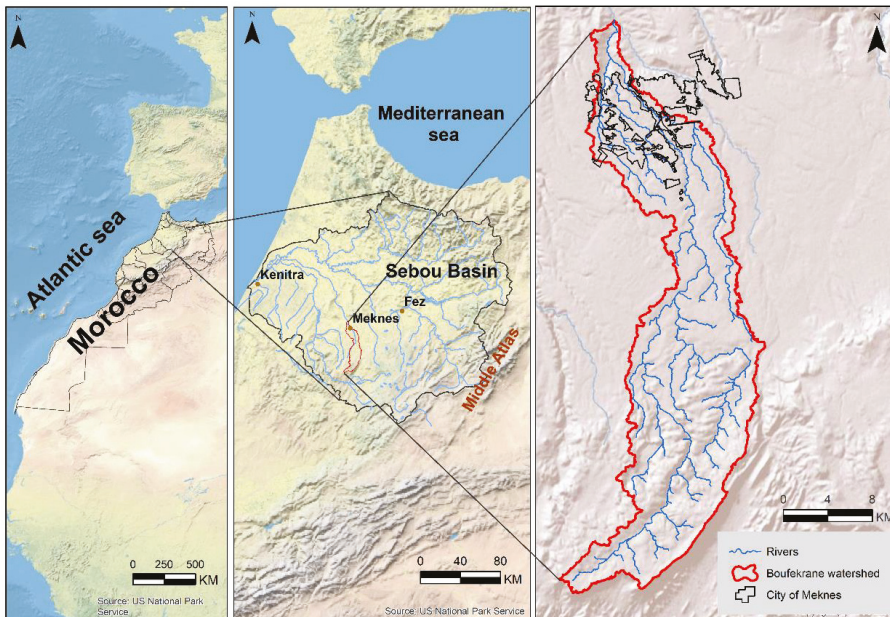 N
Atlantic sea
Morocco
0 250 500
KM
Source: US National Park
Service
N
Mediterranean
sea
Kenitra
Sebou Basin
Fez
Meknes
Middle Atlas
0 40 80
KM
Source: US National Park
Service
N
0 4 8
KM
Rivers
Boufekrane watershed
City of Meknes